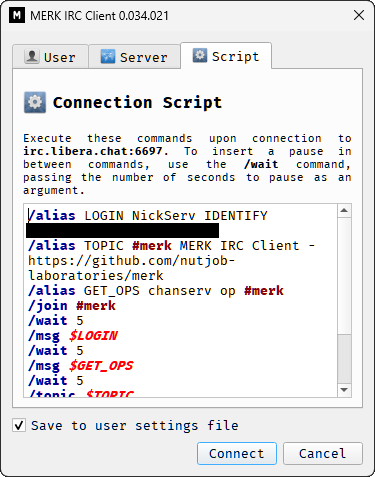 M MERK IRC Client 0.034.021
User Server Script
Connection Script
Execute these commands upon connection to
irc.libera.chat:6697. To insert a pause in
between commands, use the /wait command,
passing the number of seconds to pause as an
argument.
/alias LOGIN NickServ IDENTIFY
/alias TOPIC #merk MERK IRC Client -
https://github.com/nutjob-
laboratories/merk
/alias GET_OPS chanserv op #merk
/join #merk
/wait 5
/msg $LOGIN
/wait 5
/msg $GET_OPS
/wait 5
/topic $TOPIC
Save to user settings file
Connect Cancel